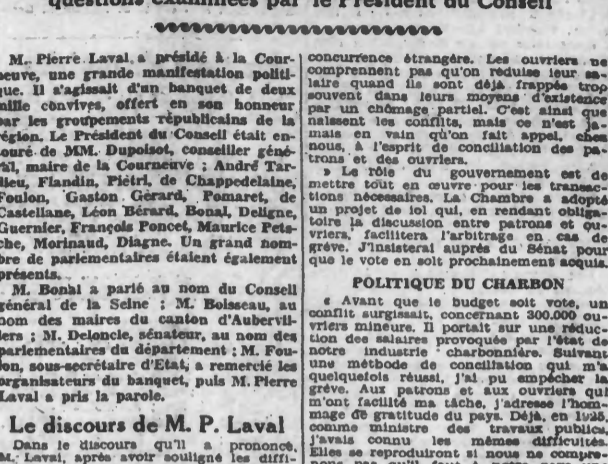 questions examinées par le Président du Conseil
M. Pierre Laval a présidé à la Cour-
neuve, une grande manifestation politi-
que. Il s'agissait d'un banquet de deux
mille convives, offert en son honneur
par les groupements républicains de la
région. Le Président du Conseil était en-
touré de MM. Dupoisot, conseiller géné-
ral, maire de la Courneuve ; André Tar-
dieu, Flandin, Piétri, de Chappedelaine,
Foulon, Gaston Gérard, Pomaret, de
Castellane, Léon Bérard, Bonal, Deligne,
Guernier, François Poncet, Maurice Pets-
che, Morinaud, Diagne. Un grand nom-
bre de parlementaires étaient également
présents.
M. Bonal a parlé au nom du Conseil
général de la Seine ; M. Boisseau, au
nom des maires du canton d'Aubervil-
liers ; M. Deloncle, sénateur, au nom des
parlementaires du département ; M. Fou-
lon, sous-secrétaire d'Etat, a remercié les
organisateurs du banquet, puis M. Pierre
Laval a pris la parole.
Le discours de M. P. Laval
Dans le discours qu'il a prononcé,
M. Laval, après avoir souligné les diffi-
concurrence étrangère. Les ouvriers ne
comprennent pas qu'on réduise leur sa-
laire quand ils sont déjà frappés trop
souvent dans leurs moyens d'existence
par un chômage partiel. C'est ainsi que
naissent les conflits, mais ce n'est ja-
mais en vain qu'on fait appel, chez
nous, à l'esprit de conciliation des pa-
trons et des ouvriers.
» Le rôle du gouvernement est de
mettre tout en œuvre pour les transac-
tions nécessaires. La Chambre a adopté
un projet de loi qui, en rendant obliga-
toire la discussion entre patrons et ou-
vriers, facilitera l'arbitrage en cas de
grève. J'insisterai auprès du Sénat pour
que le vote en soit prochainement acquis.
POLITIQUE DU CHARBON
« Avant que le budget soit voté, un
conflit surgissait, concernant 300.000 ou-
vriers mineurs. Il portait sur une réduc-
tion des salaires provoquée par l'état de
notre industrie charbonnière. Suivant
une méthode de conciliation qui m'a
quelquefois réussi, j'ai pu empêcher la
grève. Aux patrons et aux ouvriers qui
m'ont facilité ma tâche, j'adresse l'hom-
mage de gratitude du pays. Déjà, en 1925,
comme ministre des travaux publics,
j'avais connu les mêmes difficultés.
Elles se reproduiront si nous ne compre-